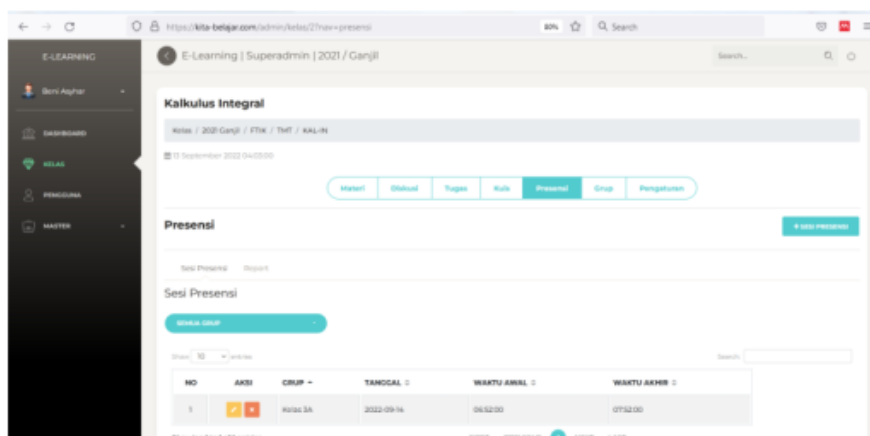 https://kita-belajar.com/admin/kelas/2?nav=presensi
80%
Search
E-LEARNING
E-Learning | Superadmin | 2021 / Ganjil
Search...
Beni Asyhar
Kalkulus Integral
Kelas / 2021 Ganjil / FTIK / TMT / KAL-IN
DASHBOARD
13 September 2022 04:03:00
KELAS
Materi Diskusi Tugas Kuis Presensi Grup Pengaturan
PENGGUNA
Presensi
+ SESI PRESENSI
MASTER
Sesi Presensi Report
Sesi Presensi
SEMUA GRUP
Show 10 entries
Search:
NO AKSI GRUP TANGGAL WAKTU AWAL WAKTU AKHIR
1 Kelas 3A 2022-09-14 06:52:00 07:52:00